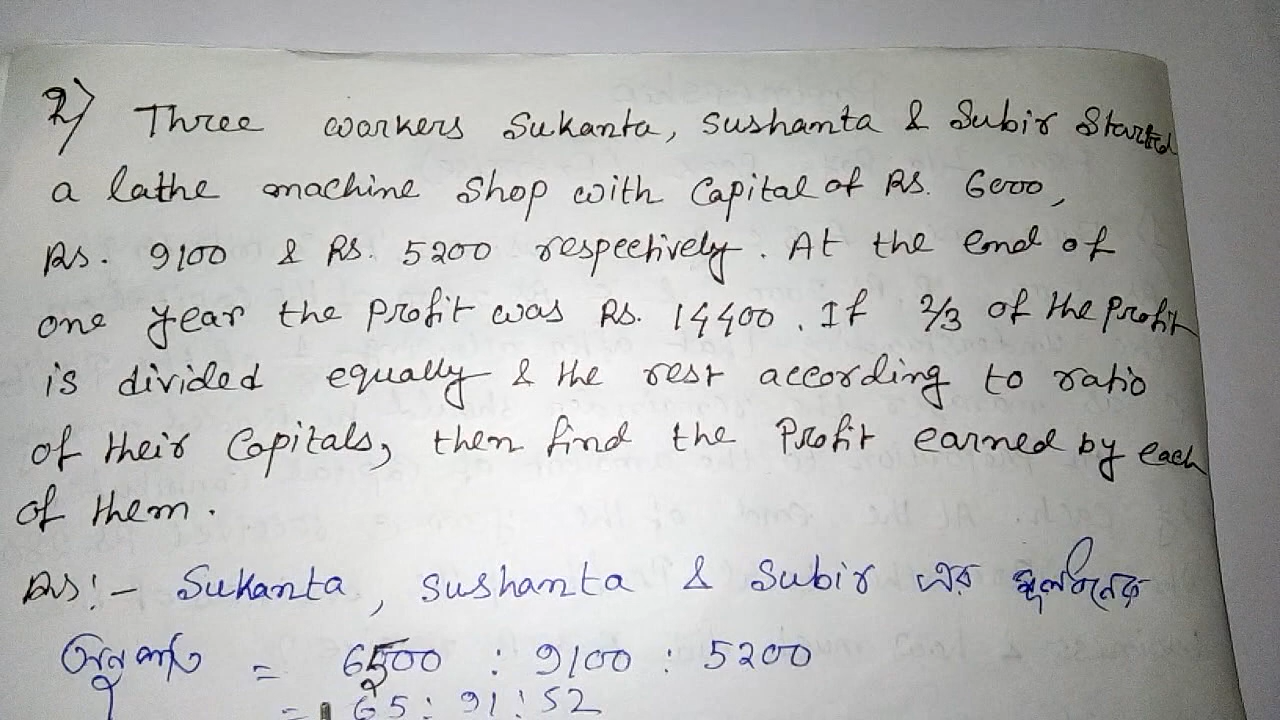 2) Three workers Sukanta, Sushanta & Subir Started
a lathe machine Shop with Capital of Rs. 6000,
Rs. 9100 & Rs. 5200 respectively. At the end of
one year the Profit was Rs. 14400. If 2/3 of the Profit
is divided equally & the rest according to ratio
of their Capitals, then find the Profit earned by each
of them.
As:- Sukanta, Sushanta & Subir এর মূলধনের
অনুপাত = 6500 : 9100 : 5200
= 65 : 91 : 52